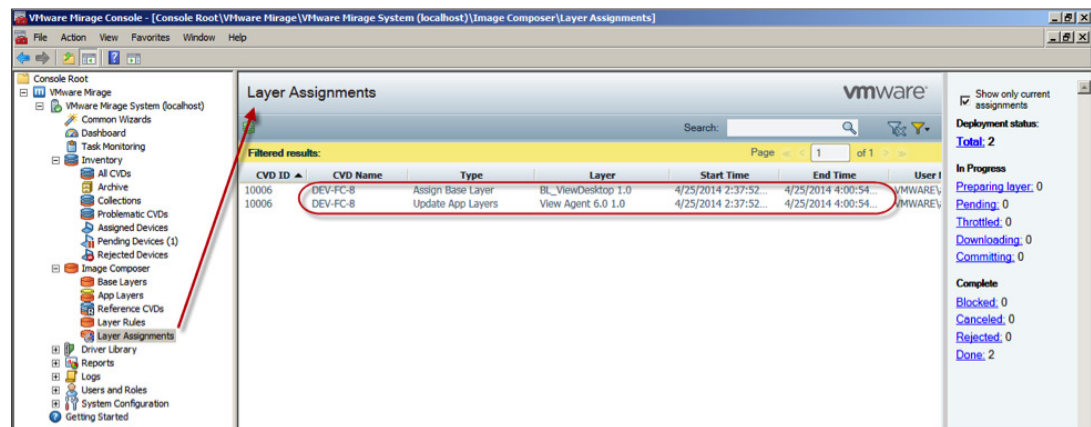 VMware Mirage Console - [Console Root\VMware Mirage\VMware Mirage System (localhost)\Image Composer\Layer Assignments]
File Action View Favorites Window Help
Console Root
VMware Mirage
VMware Mirage System (localhost)
Common Wizards
Dashboard
Task Monitoring
Inventory
All CVDs
Archive
Collections
Problematic CVDs
Assigned Devices
Pending Devices (1)
Rejected Devices
Image Composer
Base Layers
App Layers
Reference CVDs
Layer Rules
Layer Assignments
Driver Library
Reports
Logs
Users and Roles
System Configuration
Getting Started
Layer Assignments
vmware
Search:
Filtered results: Page 1 of 1
CVD ID CVD Name Type Layer Start Time End Time User
10006 DEV-FC-8 Assign Base Layer BL_ViewDesktop 1.0 4/25/2014 2:37:52... 4/25/2014 4:00:54... VMWARE\
10006 DEV-FC-8 Update App Layers View Agent 6.0 1.0 4/25/2014 2:37:52... 4/25/2014 4:00:54... VMWARE\
Show only current
assignments
Deployment status:
Total: 2
In Progress
Preparing layer: 0
Pending: 0
Throttled: 0
Downloading: 0
Committing: 0
Complete
Blocked: 0
Canceled: 0
Rejected: 0
Done: 2